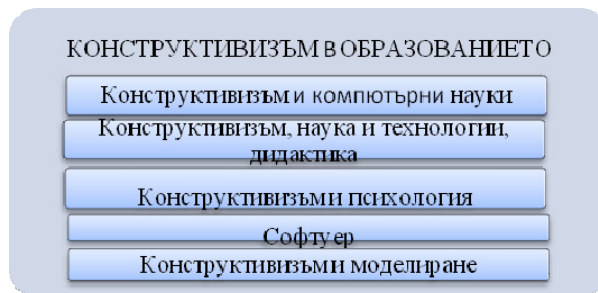 КОНСТРУКТИВИЗЪМ В ОБРАЗОВАНИЕТО
Конструктивизъм и компютърни науки
Конструктивизъм, наука и технологии,
дидактика
Конструктивизъм и психология
Софтуер
Конструктивизъм и моделиране